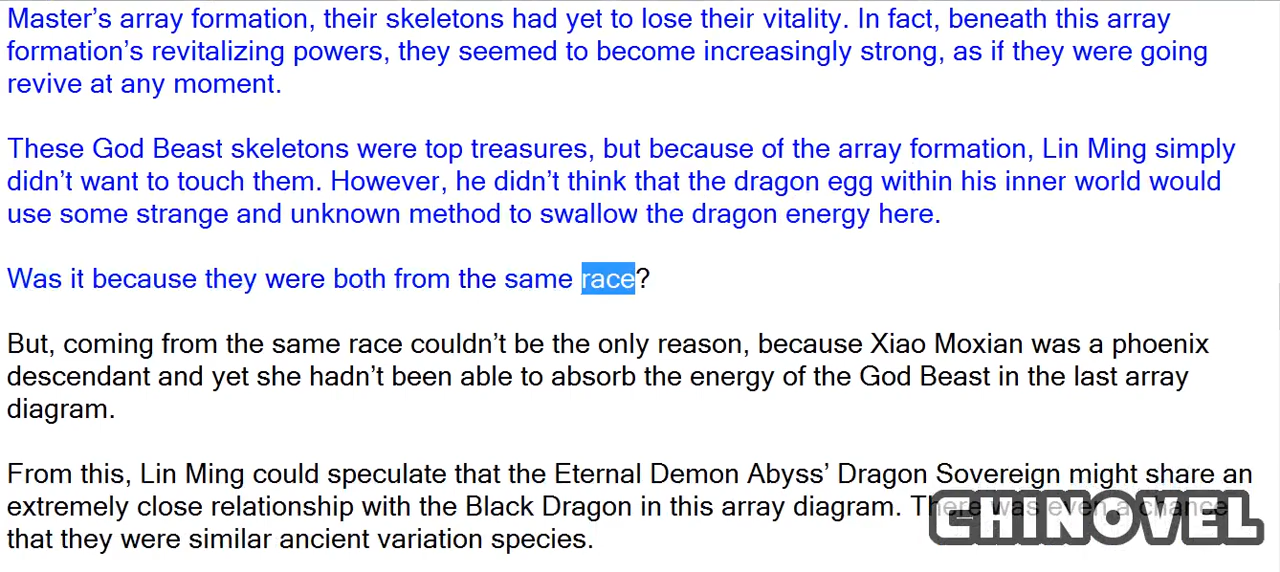 Master’s array formation, their skeletons had yet to lose their vitality. In fact, beneath this array
formation’s revitalizing powers, they seemed to become increasingly strong, as if they were going
revive at any moment.
These God Beast skeletons were top treasures, but because of the array formation, Lin Ming simply
didn’t want to touch them. However, he didn’t think that the dragon egg within his inner world would
use some strange and unknown method to swallow the dragon energy here.
Was it because they were both from the same race?
But, coming from the same race couldn’t be the only reason, because Xiao Moxian was a phoenix
descendant and yet she hadn’t been able to absorb the energy of the God Beast in the last array
diagram.
From this, Lin Ming could speculate that the Eternal Demon Abyss’ Dragon Sovereign might share an
extremely close relationship with the Black Dragon in this array diagram. There was even a chance
that they were similar ancient variation species.
CHINOVEL